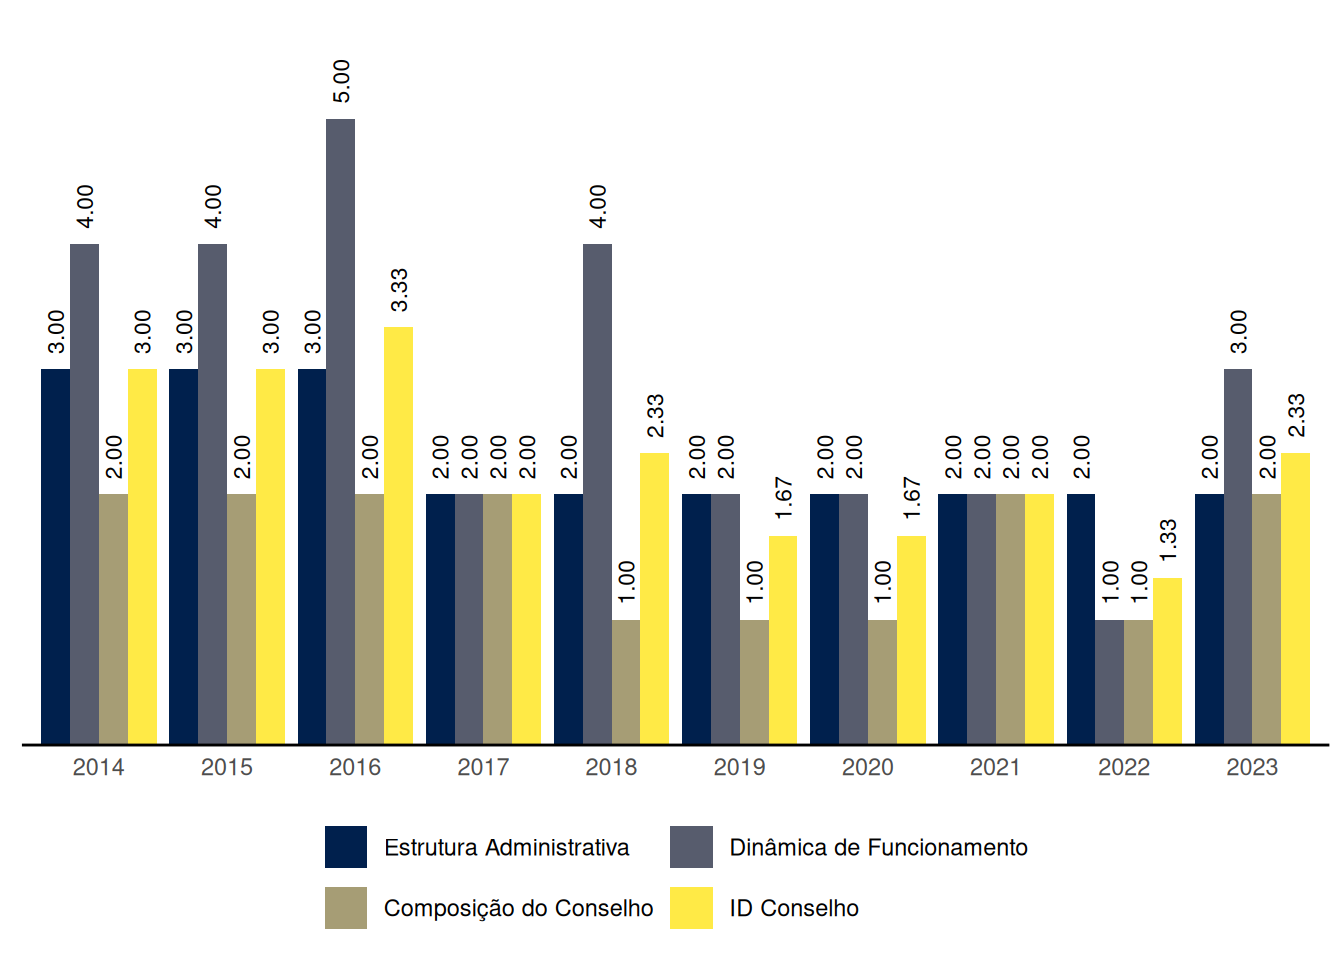 5.00
4.00 4.00 4.00
3.33
3.00 3.00 3.00 3.00 3.00 3.00
2.33 2.33
2.00 2.00 2.00 2.00 2.00 2.00 2.00 2.00 2.00 2.00 2.00 2.00 2.00 2.00 2.00 2.00 2.00 2.00 2.00
1.67 1.67
1.33
1.00 1.00 1.00 1.00 1.00
2014 2015 2016 2017 2018 2019 2020 2021 2022 2023
Estrutura Administrativa Dinâmica de Funcionamento
Composição do Conselho ID Conselho